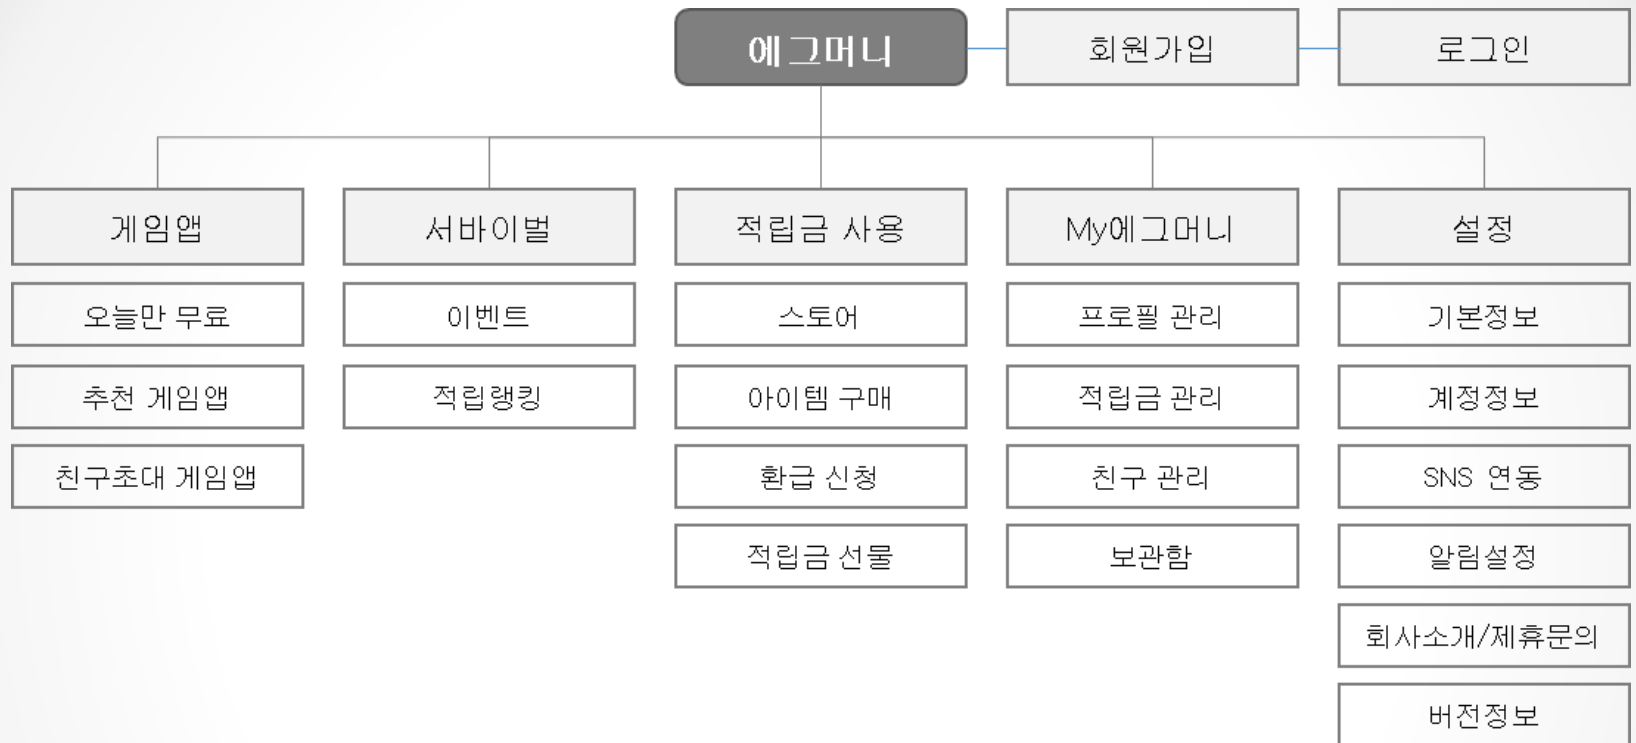 에그머니
회원가입
로그인
게임앱
서바이벌
적립금 사용
My에그머니
설정
오늘만 무료
이벤트
스토어
프로필 관리
기본정보
추천 게임앱
적립랭킹
아이템 구매
적립금 관리
계정정보
친구초대 게임앱
환급 신청
친구 관리
SNS 연동
적립금 선물
보관함
알림설정
회사소개/제휴문의
버전정보